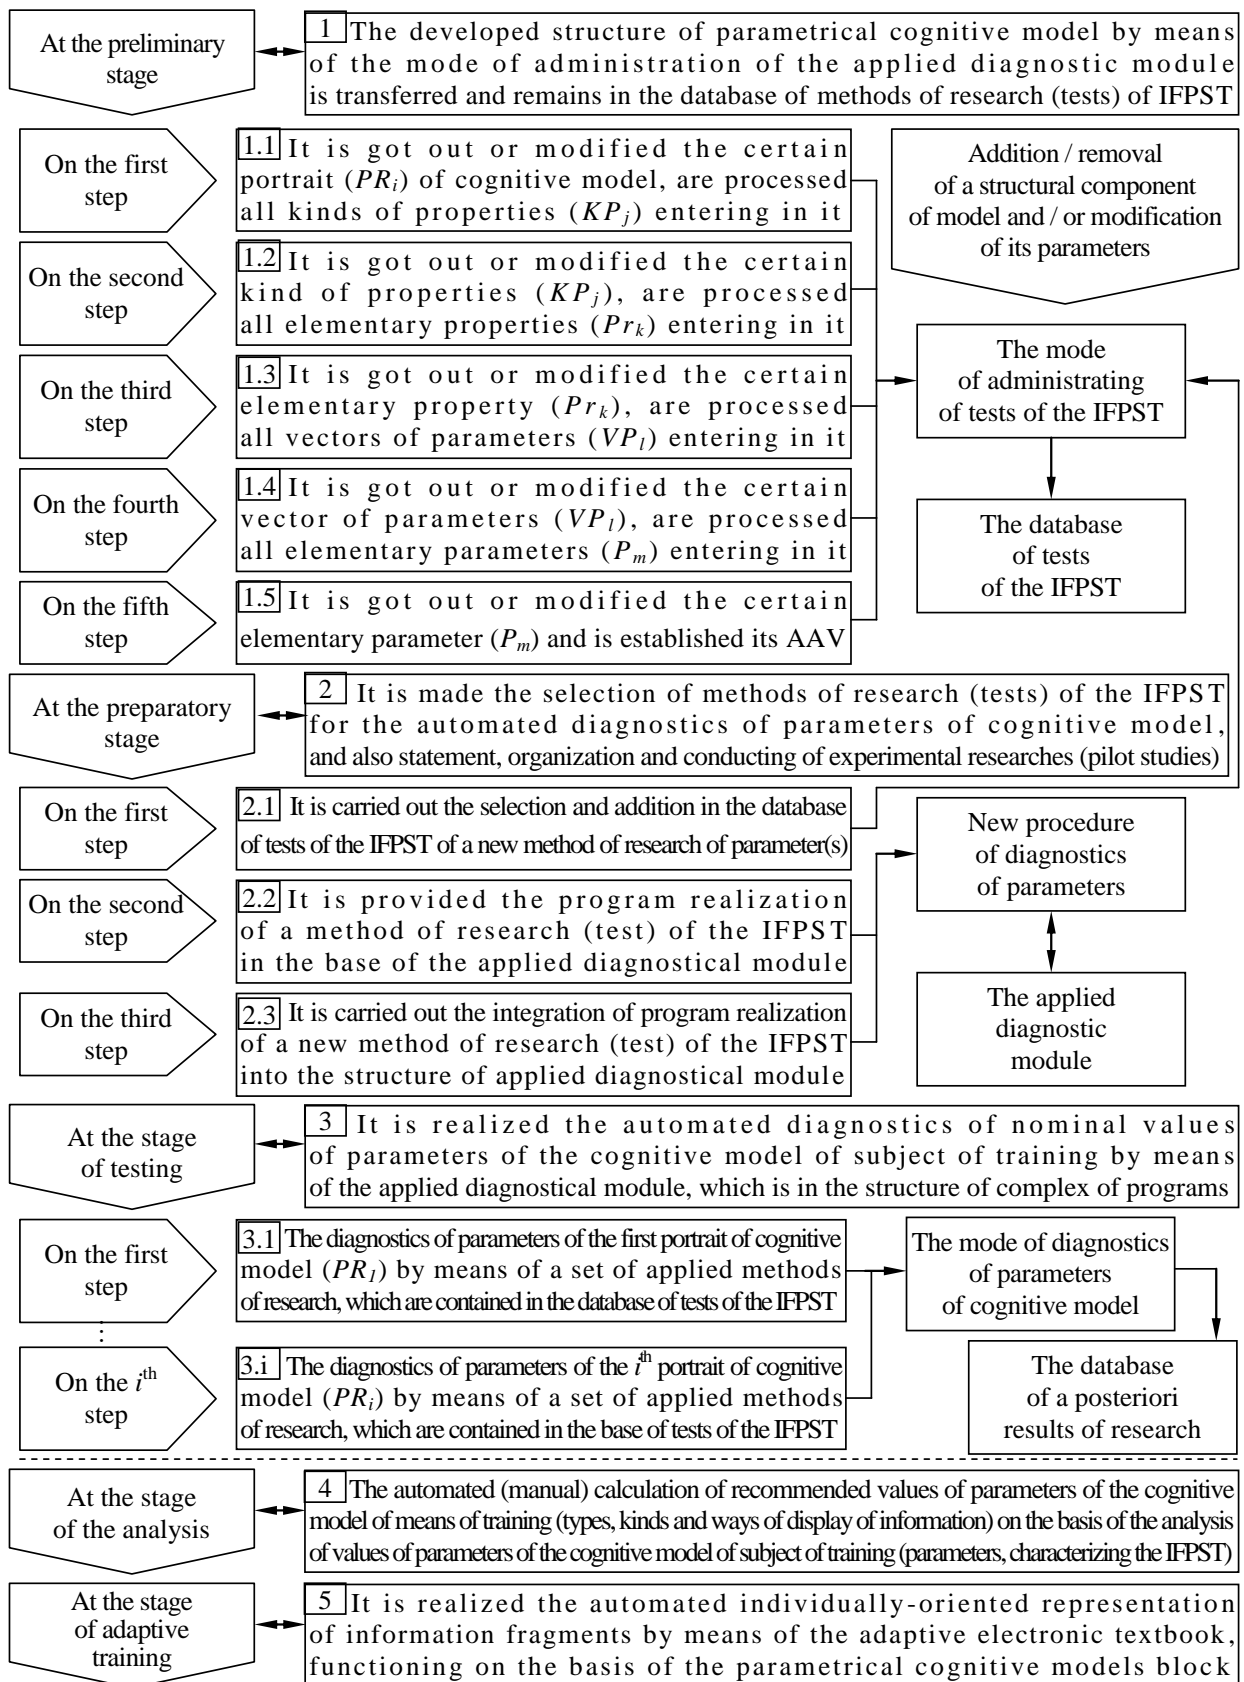 At the preliminary
stage
1 The developed structure of parametrical cognitive model by means
of the mode of administration of the applied diagnostic module
is transferred and remains in the database of methods of research (tests) of IFPST
On the first
step
1.1 It is got out or modified the certain
portrait (PRi) of cognitive model, are processed
all kinds of properties (KPj) entering in it
Addition / removal
of a structural component
of model and / or modification
of its parameters
On the second
step
1.2 It is got out or modified the certain
kind of properties (KPj), are processed
all elementary properties (Prk) entering in it
On the third
step
1.3 It is got out or modified the certain
elementary property (Prk), are processed
all vectors of parameters (VPl) entering in it
The mode
of administrating
of tests of the IFPST
On the fourth
step
1.4 It is got out or modified the certain
vector of parameters (VPl), are processed
all elementary parameters (Pm) entering in it
The database
of tests
of the IFPST
On the fifth
step
1.5 It is got out or modified the certain
elementary parameter (Pm) and is established its AAV
At the preparatory
stage
2 It is made the selection of methods of research (tests) of the IFPST
for the automated diagnostics of parameters of cognitive model,
and also statement, organization and conducting of experimental researches (pilot studies)
On the first
step
2.1 It is carried out the selection and addition in the database
of tests of the IFPST of a new method of research of parameter(s)
New procedure
of diagnostics
of parameters
On the second
step
2.2 It is provided the program realization
of a method of research (test) of the IFPST
in the base of the applied diagnostical module
On the third
step
2.3 It is carried out the integration of program realization
of a new method of research (test) of the IFPST
into the structure of applied diagnostical module
The applied
diagnostic
module
At the stage
of testing
3 It is realized the automated diagnostics of nominal values
of parameters of the cognitive model of subject of training by means
of the applied diagnostical module, which is in the structure of complex of programs
On the first
step
3.1 The diagnostics of parameters of the first portrait of cognitive
model (PR1) by means of a set of applied methods
of research, which are contained in the database of tests of the IFPST
The mode of diagnostics
of parameters
of cognitive model
⋮
On the ith
step
3.i The diagnostics of parameters of the ith portrait of cognitive
model (PRi) by means of a set of applied methods
of research, which are contained in the base of tests of the IFPST
The database
of a posteriori
results of research
At the stage
of the analysis
4 The automated (manual) calculation of recommended values of parameters of the cognitive
model of means of training (types, kinds and ways of display of information) on the basis of the analysis
of values of parameters of the cognitive model of subject of training (parameters, characterizing the IFPST)
At the stage
of adaptive
training
5 It is realized the automated individually-oriented representation
of information fragments by means of the adaptive electronic textbook,
functioning on the basis of the parametrical cognitive models block